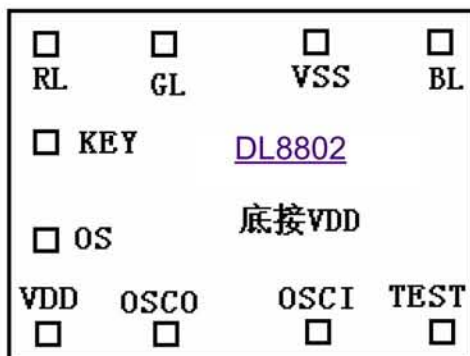 RL GL VSS BL
KEY DL8802
底接VDD
OS
VDD OSCO OSCI TEST